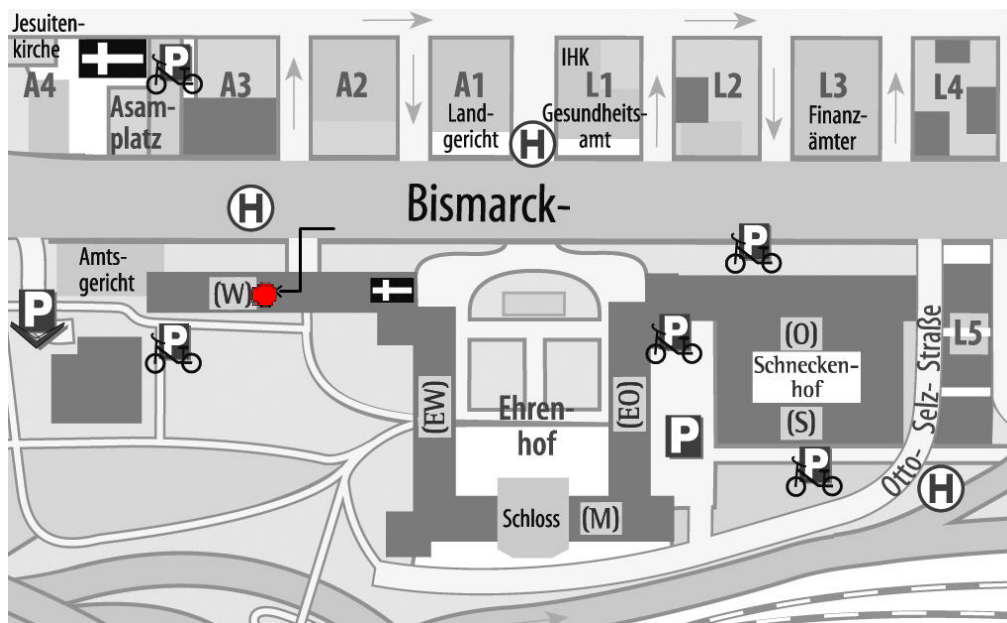 Jesuiten-
kirche
A4
P
Asam-
platz
A3
A2
A1
Land-
gericht
H
IHK
L1
Gesundheits-
amt
L2
L3
Finanz-
ämter
L4
H
Bismarck-
Amts-
gericht
(W)
P
P
P
P
(EW)
Ehren-
hof
(EO)
P
(O)
Schnecken-
hof
(S)
P
Otto- Selz- Straße
L5
H
Schloss
(M)